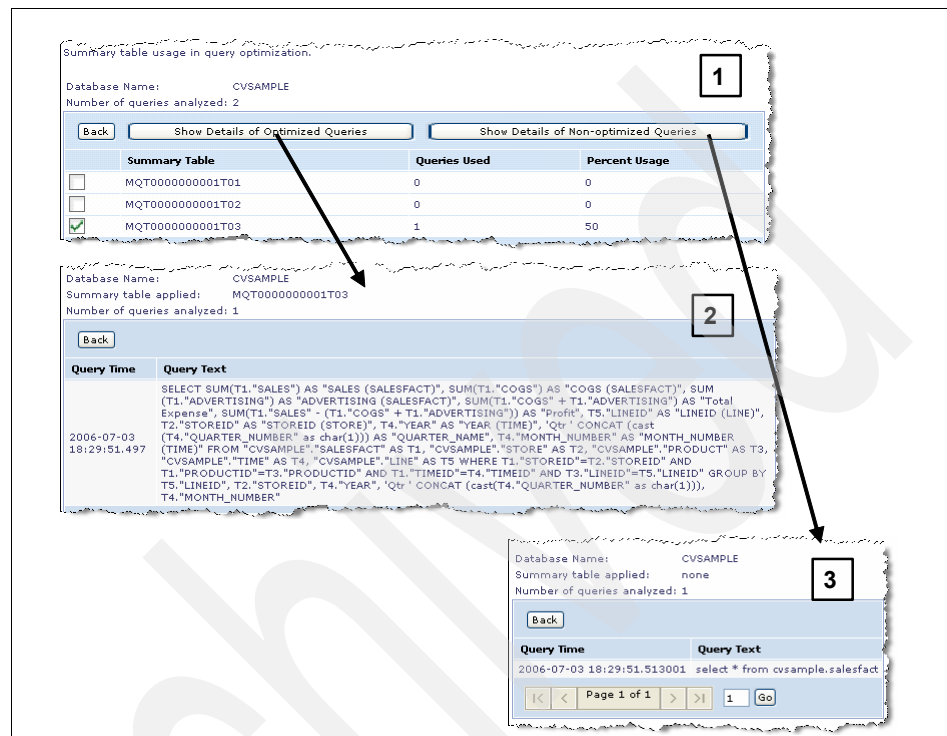 Summary table usage in query optimization.
1
Database Name: CVSAMPLE
Number of queries analyzed: 2
Back Show Details of Optimized Queries Show Details of Non-optimized Queries
Summary Table Queries Used Percent Usage
MQT0000000001T01 0 0
MQT0000000001T02 0 0
MQT0000000001T03 1 50
Database Name: CVSAMPLE
Summary table applied: MQT0000000001T03
Number of queries analyzed: 1
2
Back
Query Time Query Text
2006-07-03
18:29:51.497
SELECT SUM(T1."SALES") AS "SALES (SALESFACT)", SUM(T1."COGS") AS "COGS (SALESFACT)", SUM
(T1."ADVERTISING") AS "ADVERTISING (SALESFACT)", SUM(T1."COGS" + T1."ADVERTISING") AS "Total
Expense", SUM(T1."SALES" - (T1."COGS" + T1."ADVERTISING")) AS "Profit", T5."LINEID" AS "LINEID (LINE)",
T2."STOREID" AS "STOREID (STORE)", T4."YEAR" AS "YEAR (TIME)", 'Qtr ' CONCAT (cast
(T4."QUARTER_NUMBER" as char(1))) AS "QUARTER_NAME", T4."MONTH_NUMBER" AS "MONTH_NUMBER
(TIME)" FROM "CVSAMPLE"."SALESFACT" AS T1, "CVSAMPLE"."STORE" AS T2, "CVSAMPLE"."PRODUCT" AS T3,
"CVSAMPLE"."TIME" AS T4, "CVSAMPLE"."LINE" AS T5 WHERE T1."STOREID"=T2."STOREID" AND
T1."PRODUCTID"=T3."PRODUCTID" AND T1."TIMEID"=T4."TIMEID" AND T3."LINEID"=T5."LINEID" GROUP BY
T5."LINEID", T2."STOREID", T4."YEAR", 'Qtr ' CONCAT (cast(T4."QUARTER_NUMBER" as char(1))),
T4."MONTH_NUMBER"
Database Name: CVSAMPLE
Summary table applied: none
Number of queries analyzed: 1
3
Back
Query Time Query Text
2006-07-03 18:29:51.513001 select * from cvsample.salesfact
Page 1 of 1 1 Go